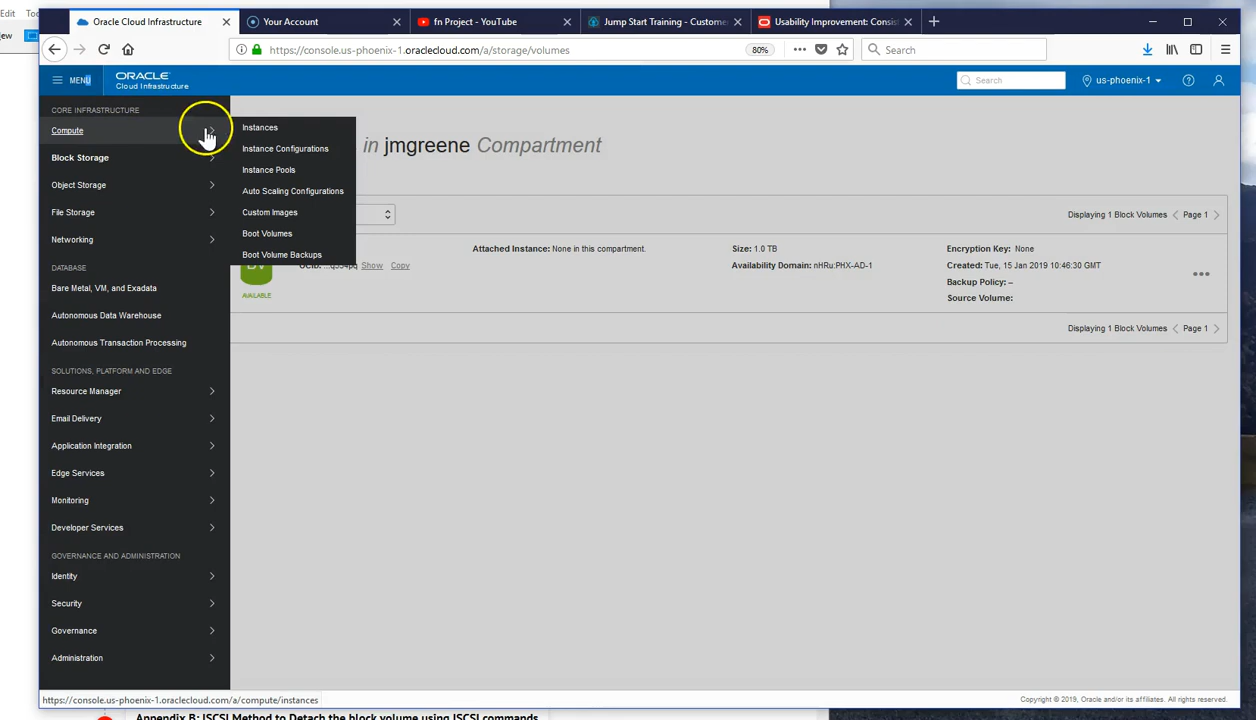 Edit
Too
ew
Oracle Cloud Infrastructure
Your Account
fn Project - YouTube
Jump Start Training - Custome
Usability Improvement: Consist
https://console.us-phoenix-1.oraclecloud.com/a/storage/volumes
80%
Search
MENU
ORACLE
Cloud Infrastructure
Search
us-phoenix-1
CORE INFRASTRUCTURE
Compute
Block Storage
Object Storage
File Storage
Networking
DATABASE
Bare Metal, VM, and Exadata
Autonomous Data Warehouse
Autonomous Transaction Processing
SOLUTIONS, PLATFORM AND EDGE
Resource Manager
Email Delivery
Application Integration
Edge Services
Monitoring
Developer Services
GOVERNANCE AND ADMINISTRATION
Identity
Security
Governance
Administration
Instances
Instance Configurations
Instance Pools
Auto Scaling Configurations
Custom Images
Boot Volumes
Boot Volume Backups
in jmgreene Compartment
Displaying 1 Block Volumes
Page 1
Show Copy
AVAILABLE
Attached Instance: None in this compartment.
Size: 1.0 TB
Availability Domain: nHRu:PHX-AD-1
Encryption Key: None
Created: Tue, 15 Jan 2019 10:46:30 GMT
Backup Policy: –
Source Volume:
Displaying 1 Block Volumes
Page 1
https://console.us-phoenix-1.oraclecloud.com/a/compute/instances
Copyright © 2019, Oracle and/or its affiliates. All rights reserved.
Appendix B: ISCSI Method to Detach the block volume using ISCSI commands